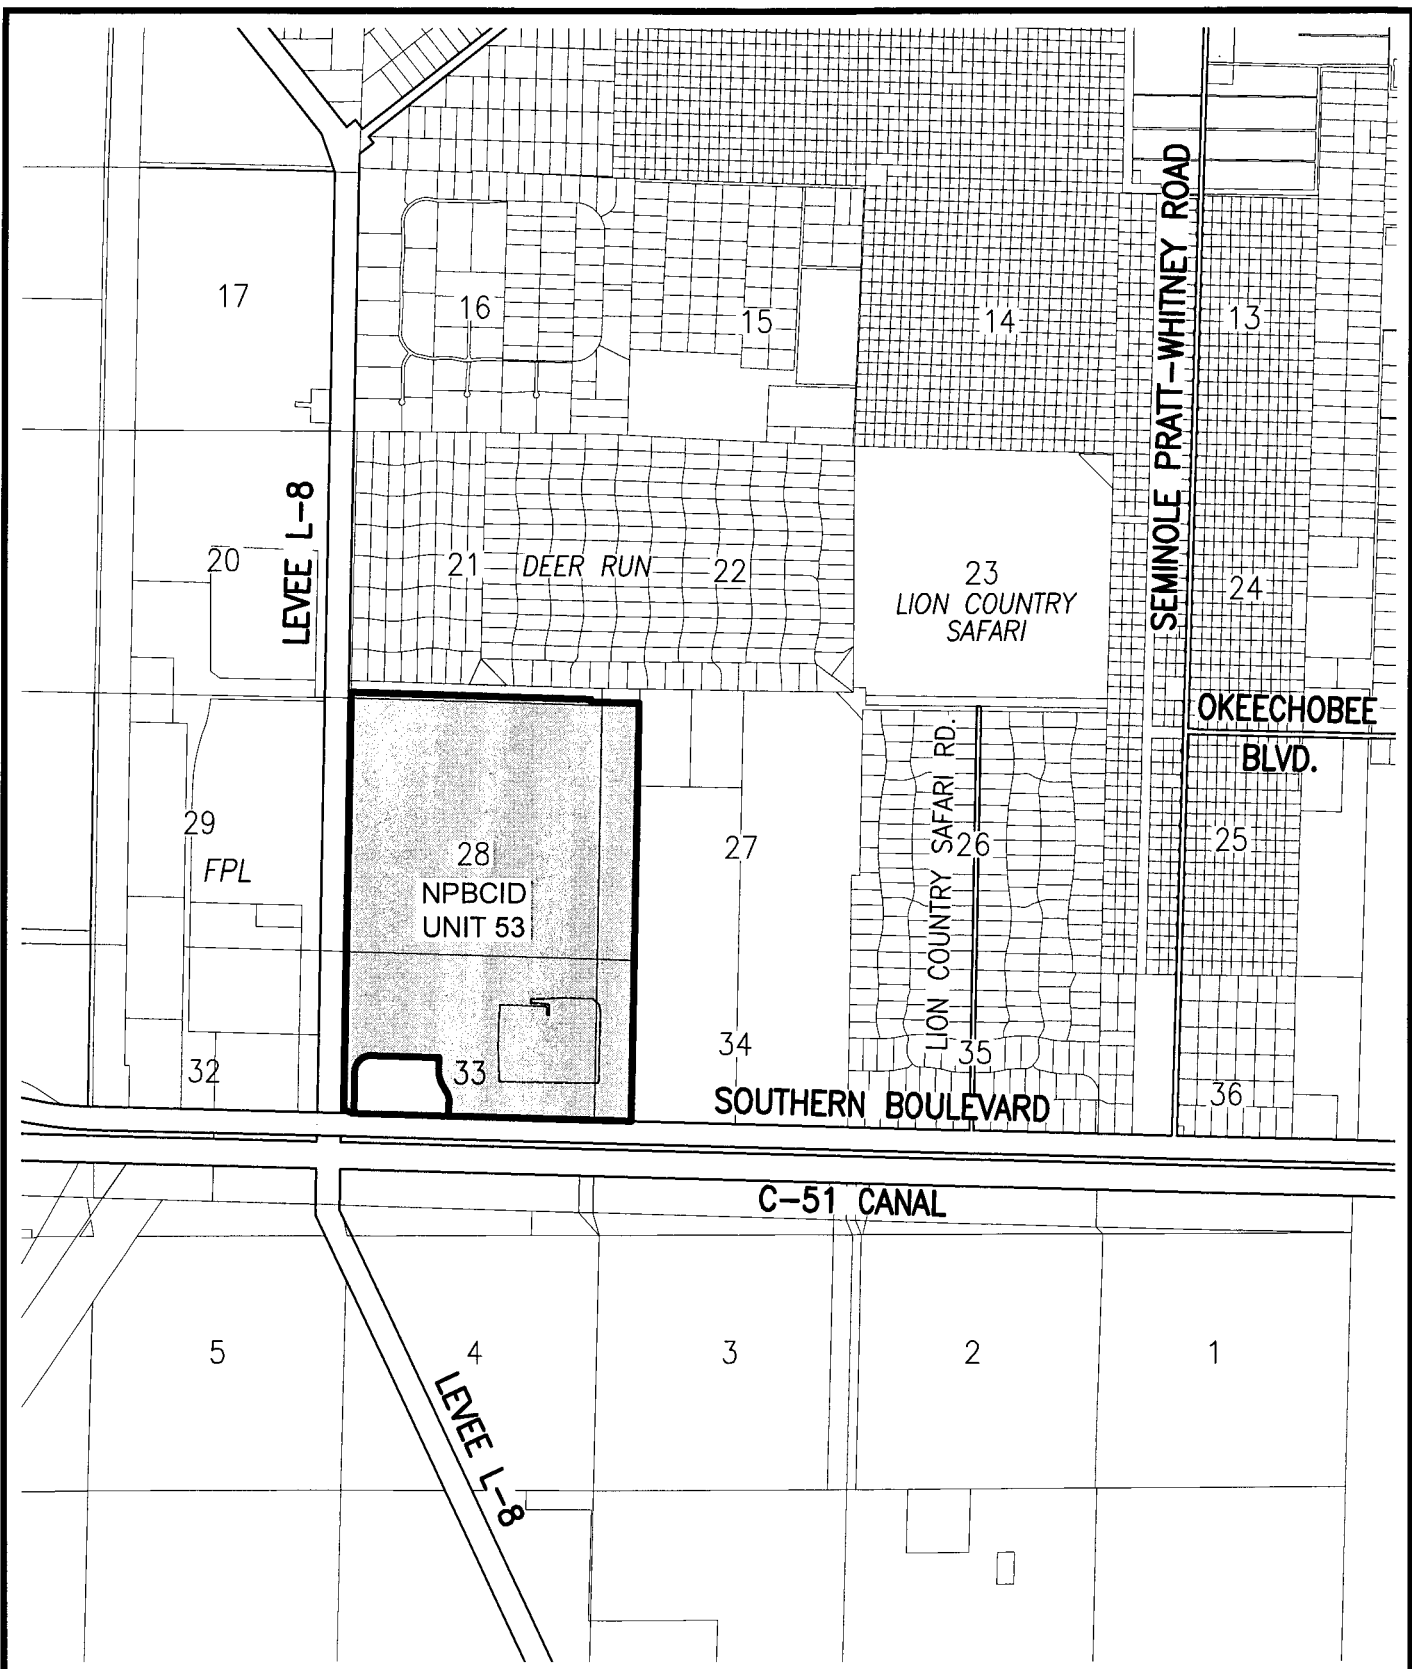 SEMINOLE PRATT-WHITNEY ROAD
17
16
15
14
13
LEVEE L-8
20
21
DEER RUN
22
23
LION COUNTRY
SAFARI
24
OKEECHOBEE
BLVD.
29
FPL
28
NPBCID
UNIT 53
27
LION COUNTRY SAFARI RD.
26
25
32
33
34
35
36
SOUTHERN BOULEVARD
C-51 CANAL
5
4
3
2
1
LEVEE L-8